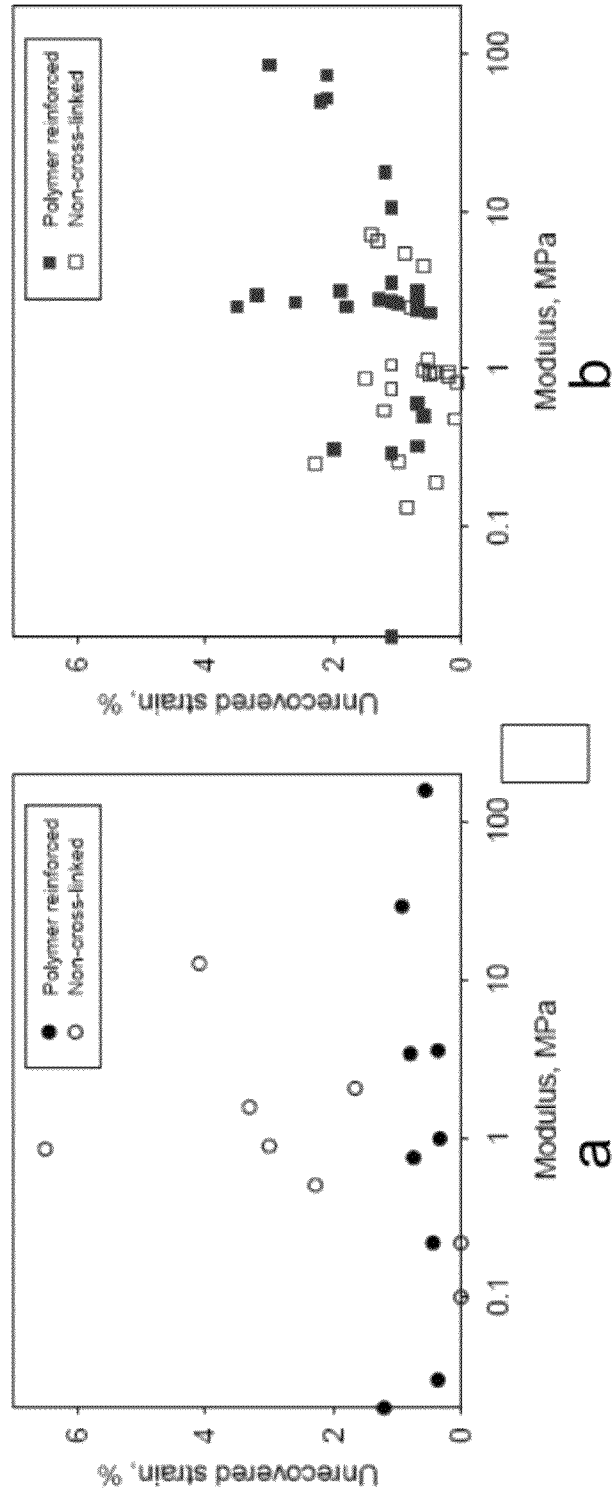 Polymer reinforced
Non-cross-linked
Unrecovered strain, %
6
4
2
0
0.1
1
10
100
Modulus, MPa
a
Polymer reinforced
Non-cross-linked
Unrecovered strain, %
6
4
2
0
0.1
1
10
100
Modulus, MPa
b